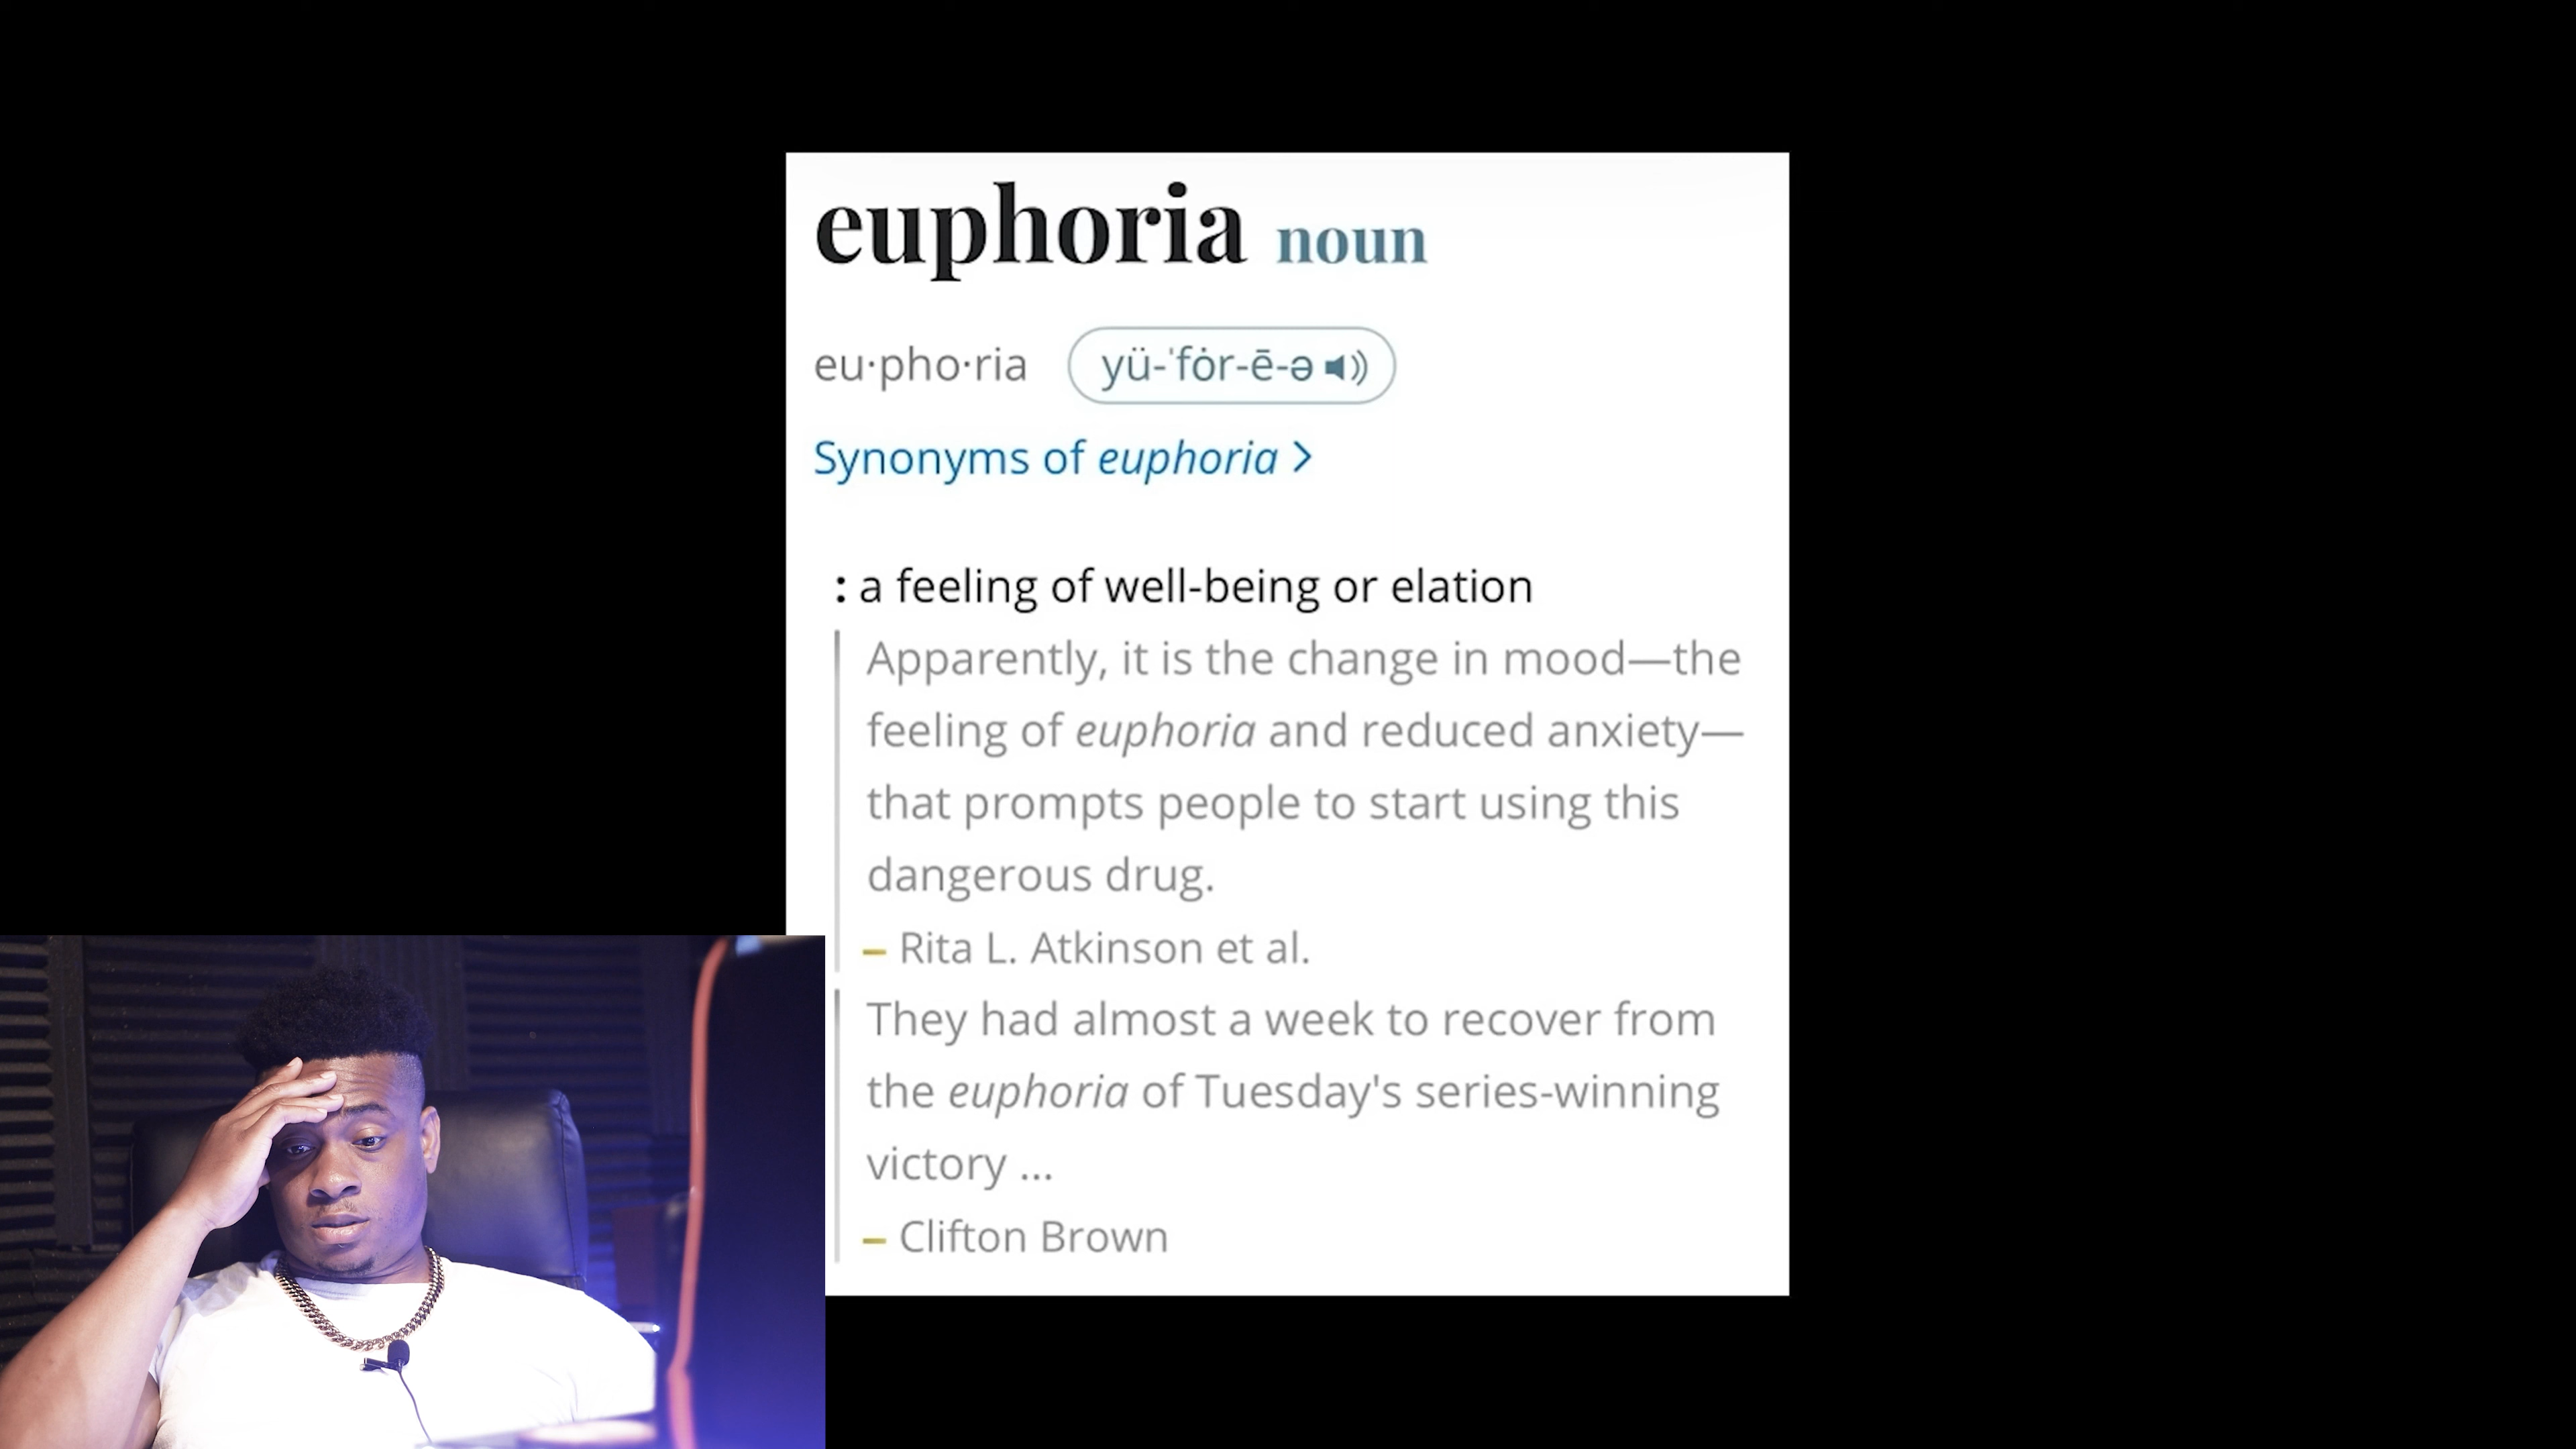 euphoria noun
eu·pho·ria yü-ˈfȯr-ē-ə
Synonyms of euphoria >
: a feeling of well-being or elation
Apparently, it is the change in mood—the
feeling of euphoria and reduced anxiety—
that prompts people to start using this
dangerous drug.
– Rita L. Atkinson et al.
They had almost a week to recover from
the euphoria of Tuesday's series-winning
victory ...
– Clifton Brown